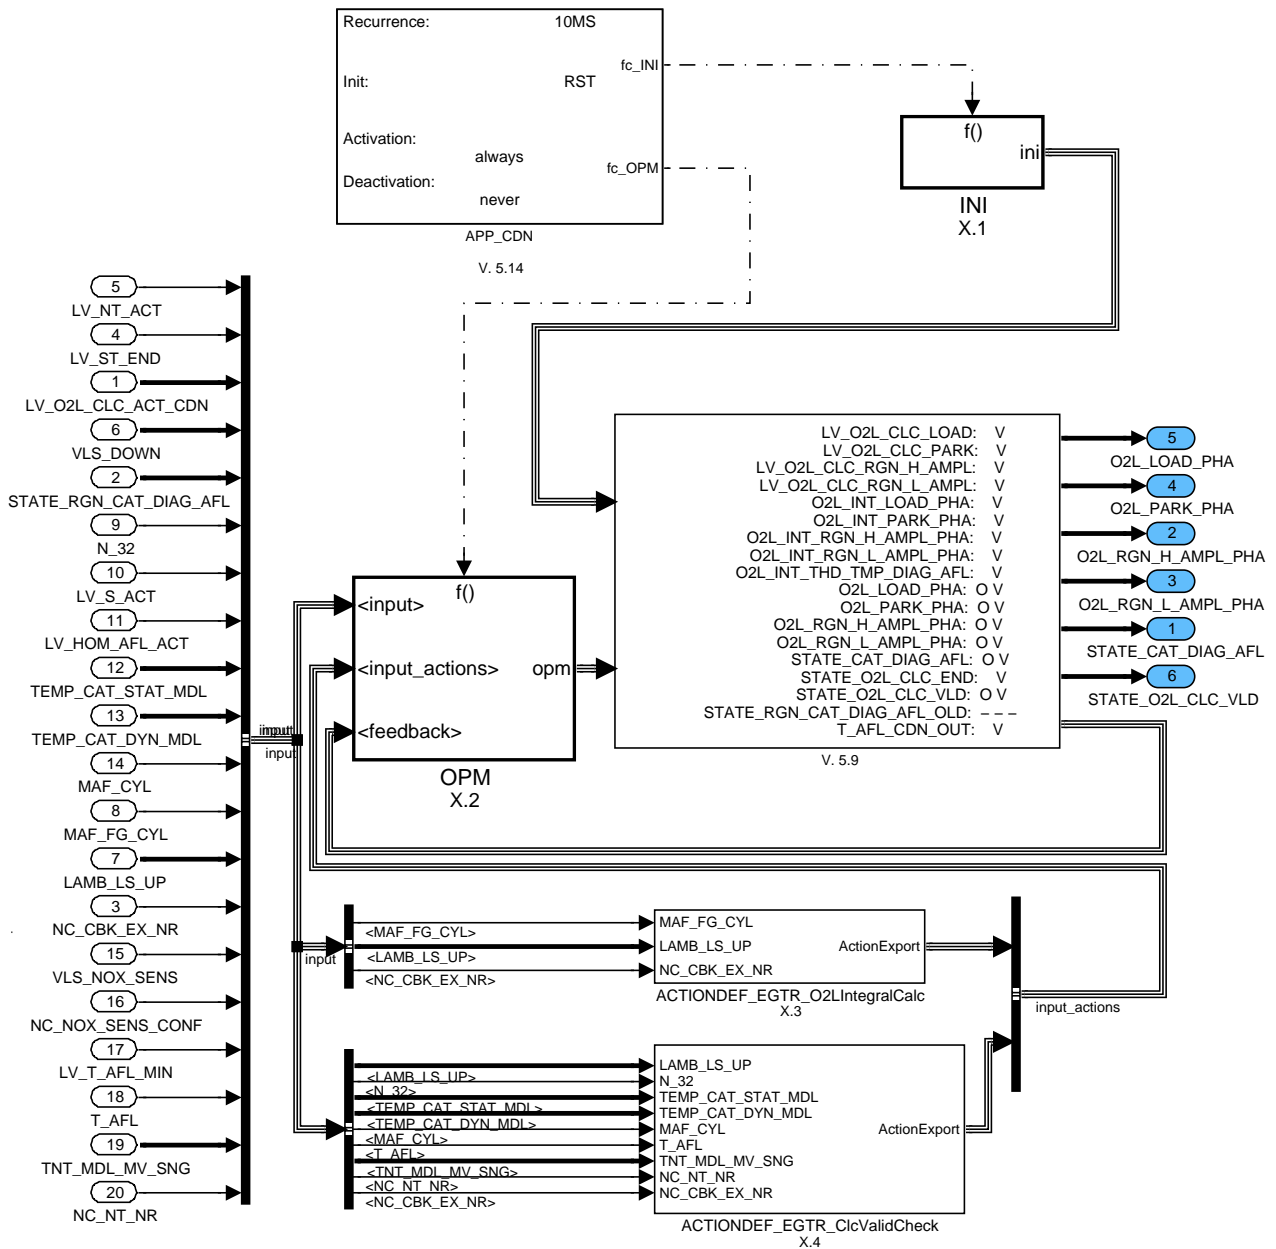 Recurrence: 10MS
fc_INI
Init: RST
Activation:
always
fc_OPM
Deactivation:
never
APP_CDN
V. 5.14
f()
ini
INI
X.1
5
LV_NT_ACT
4
LV_ST_END
1
LV_O2L_CLC_ACT_CDN
6
VLS_DOWN
2
STATE_RGN_CAT_DIAG_AFL
9
N_32
10
LV_S_ACT
11
LV_HOM_AFL_ACT
12
TEMP_CAT_STAT_MDL
13
TEMP_CAT_DYN_MDL
14
MAF_CYL
8
MAF_FG_CYL
7
LAMB_LS_UP
3
NC_CBK_EX_NR
15
VLS_NOX_SENS
16
NC_NOX_SENS_CONF
17
LV_T_AFL_MIN
18
T_AFL
19
TNT_MDL_MV_SNG
20
NC_NT_NR
input
input
f()
<input>
<input_actions>
opm
<feedback>
OPM
X.2
LV_O2L_CLC_LOAD: V
LV_O2L_CLC_PARK: V
LV_O2L_CLC_RGN_H_AMPL: V
LV_O2L_CLC_RGN_L_AMPL: V
O2L_INT_LOAD_PHA: V
O2L_INT_PARK_PHA: V
O2L_INT_RGN_H_AMPL_PHA: V
O2L_INT_RGN_L_AMPL_PHA: V
O2L_INT_THD_TMP_DIAG_AFL: V
O2L_LOAD_PHA: O V
O2L_PARK_PHA: O V
O2L_RGN_H_AMPL_PHA: O V
O2L_RGN_L_AMPL_PHA: O V
STATE_CAT_DIAG_AFL: O V
STATE_O2L_CLC_END: V
STATE_O2L_CLC_VLD: O V
STATE_RGN_CAT_DIAG_AFL_OLD: – – –
T_AFL_CDN_OUT: V
V. 5.9
5
O2L_LOAD_PHA
4
O2L_PARK_PHA
2
O2L_RGN_H_AMPL_PHA
3
O2L_RGN_L_AMPL_PHA
1
STATE_CAT_DIAG_AFL
6
STATE_O2L_CLC_VLD
input
<MAF_FG_CYL>
<LAMB_LS_UP>
<NC_CBK_EX_NR>
MAF_FG_CYL
LAMB_LS_UP
NC_CBK_EX_NR
ActionExport
ACTIONDEF_EGTR_O2LIntegralCalc
X.3
input_actions
<LAMB_LS_UP>
<N_32>
<TEMP_CAT_STAT_MDL>
<TEMP_CAT_DYN_MDL>
<MAF_CYL>
<T_AFL>
<TNT_MDL_MV_SNG>
<NC_NT_NR>
<NC_CBK_EX_NR>
LAMB_LS_UP
N_32
TEMP_CAT_STAT_MDL
TEMP_CAT_DYN_MDL
MAF_CYL
T_AFL
TNT_MDL_MV_SNG
NC_NT_NR
NC_CBK_EX_NR
ActionExport
ACTIONDEF_EGTR_ClcValidCheck
X.4